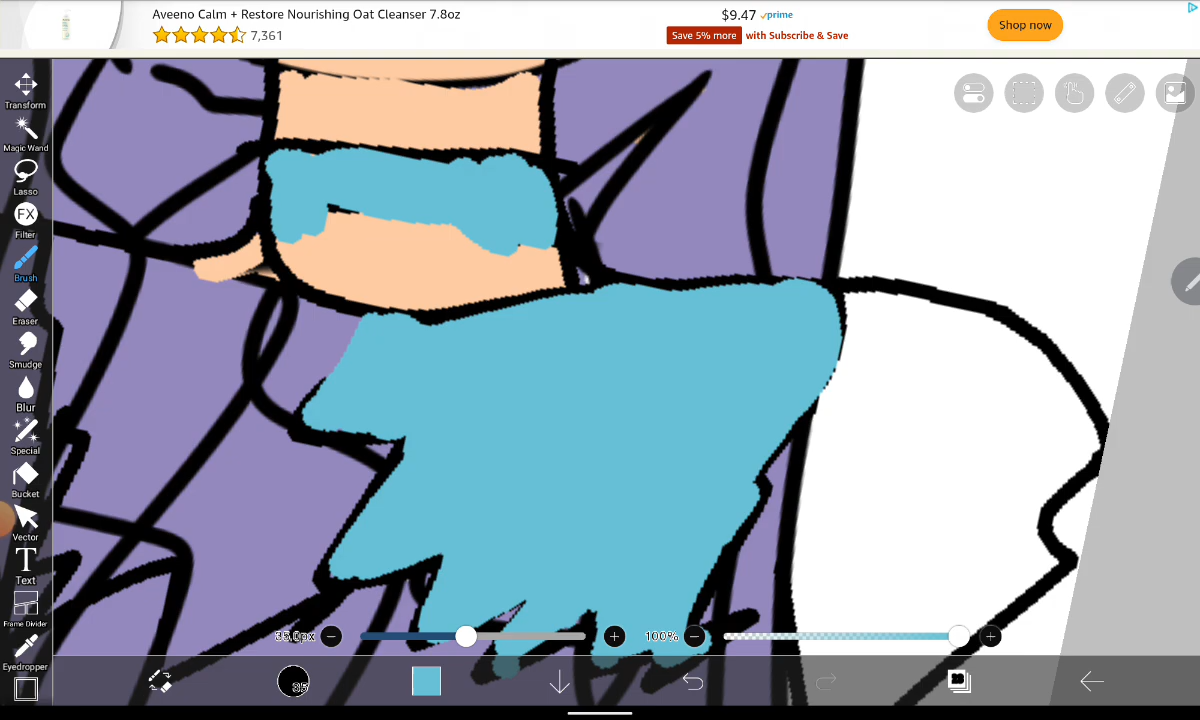 Aveeno Calm + Restore Nourishing Oat Cleanser 7.8oz
7,361
$9.47 prime
Save 5% more with Subscribe & Save
Shop now
Transform
Magic Wand
Lasso
FX
Filter
Brush
Eraser
Smudge
Blur
Special
Bucket
Vector
T
Text
Frame Divider
Eyedropper
35.0px
100%
35